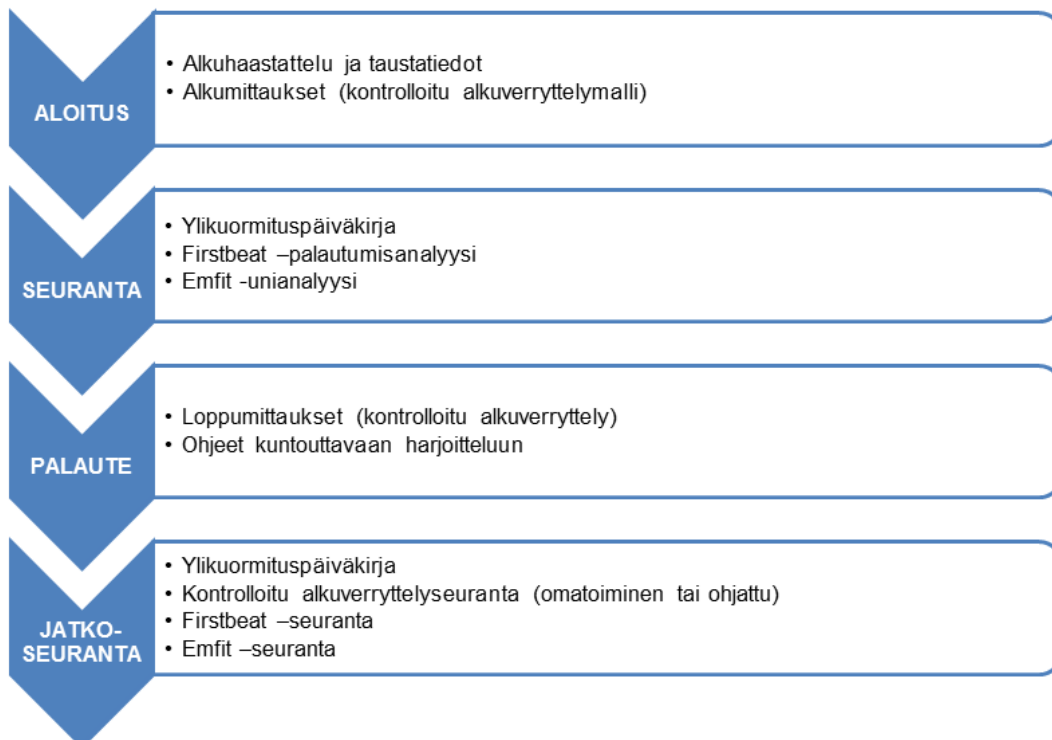 ALOITUS
• Alkuhaastattelu ja taustatiedot
• Alkumittaukset (kontrolloitu alkuverryttelymalli)
SEURANTA
• Ylikuormituspäiväkirja
• Firstbeat –palautumisanalyysi
• Emfit -unianalyysi
PALAUTE
• Loppumittaukset (kontrolloitu alkuverryttely)
• Ohjeet kuntouttavaan harjoitteluun
JATKO-
SEURANTA
• Ylikuormituspäiväkirja
• Kontrolloitu alkuverryttelyseuranta (omatoiminen tai ohjattu)
• Firstbeat –seuranta
• Emfit –seuranta